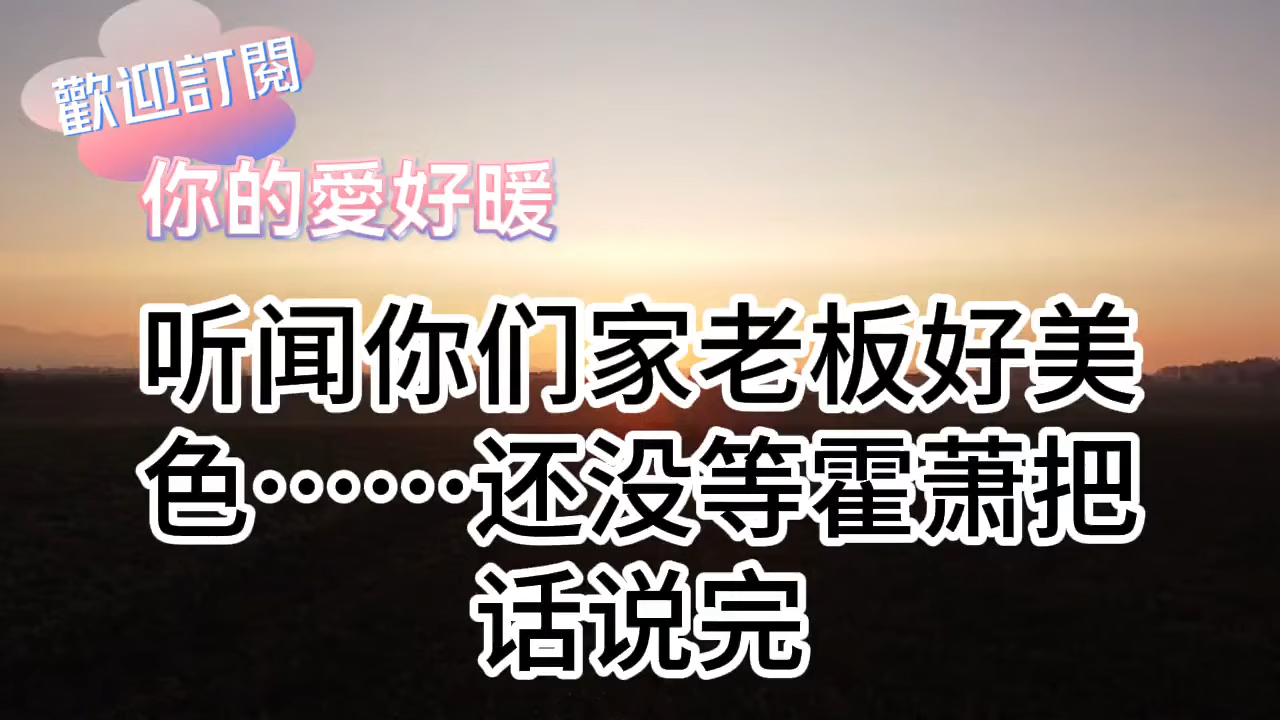 歡迎訂閱
你的愛好暖
听闻你们家老板好美
色……还没等霍萧把
话说完